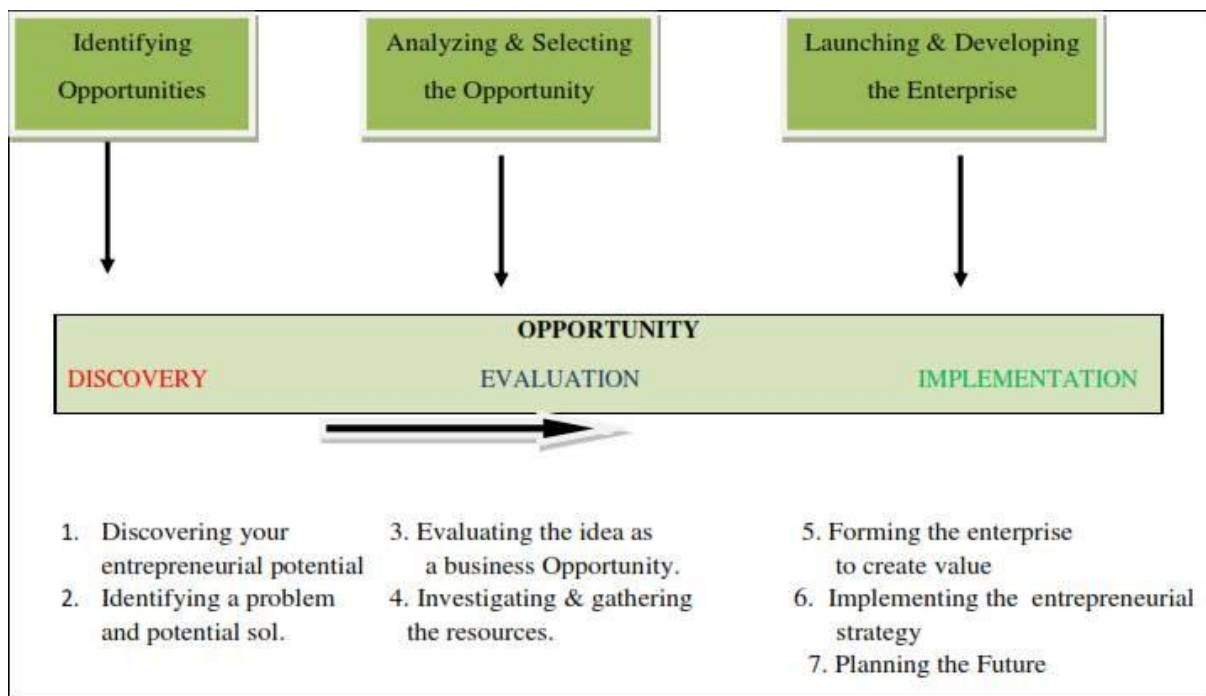 Identifying
Opportunities
Analyzing & Selecting
the Opportunity
Launching & Developing
the Enterprise
OPPORTUNITY
DISCOVERY
EVALUATION
IMPLEMENTATION
1. Discovering your
entrepreneurial potential
2. Identifying a problem
and potential sol.
3. Evaluating the idea as
a business Opportunity.
4. Investigating & gathering
the resources.
5. Forming the enterprise
to create value
6. Implementing the entrepreneurial
strategy
7. Planning the Future